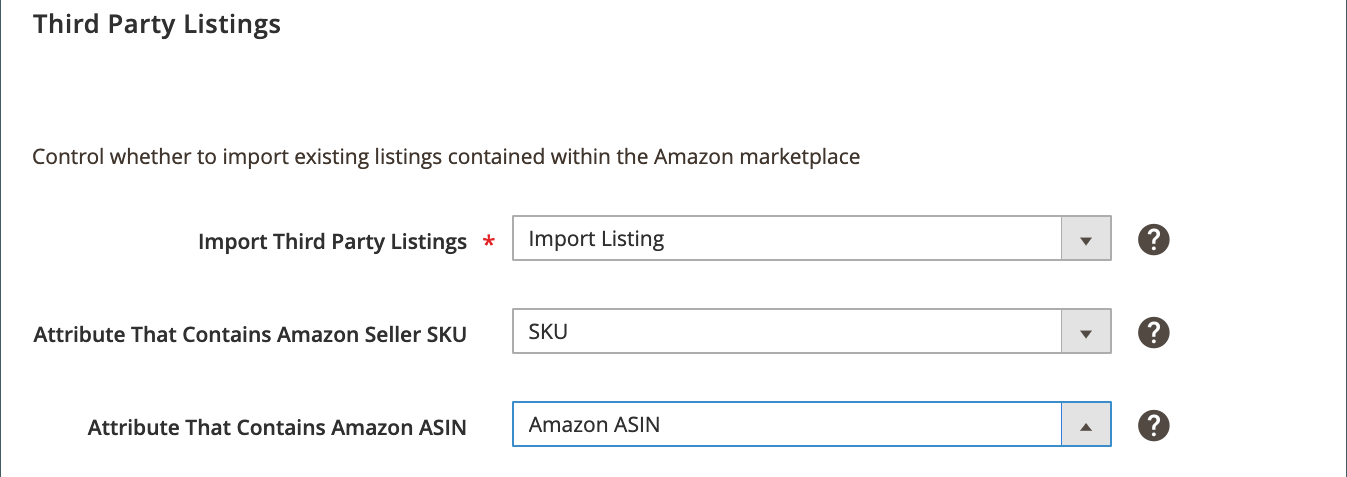 Third Party Listings
Control whether to import existing listings contained within the Amazon marketplace
Import Third Party Listings * Import Listing ?
Attribute That Contains Amazon Seller SKU SKU ?
Attribute That Contains Amazon ASIN Amazon ASIN ?